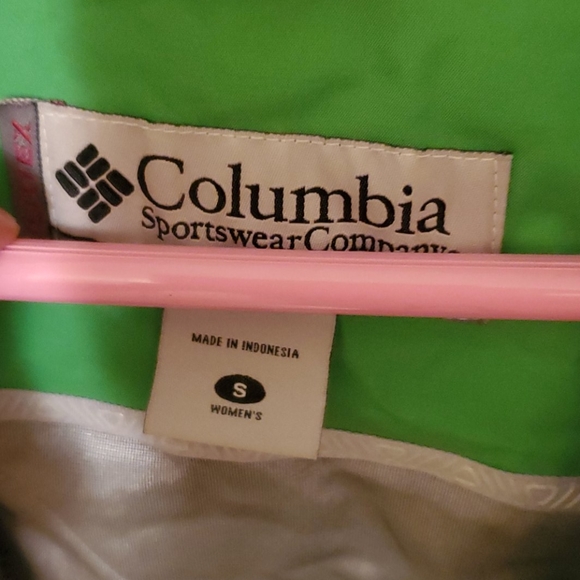 Columbia
Sportswear Company
MADE IN INDONESIA
S
WOMEN'S